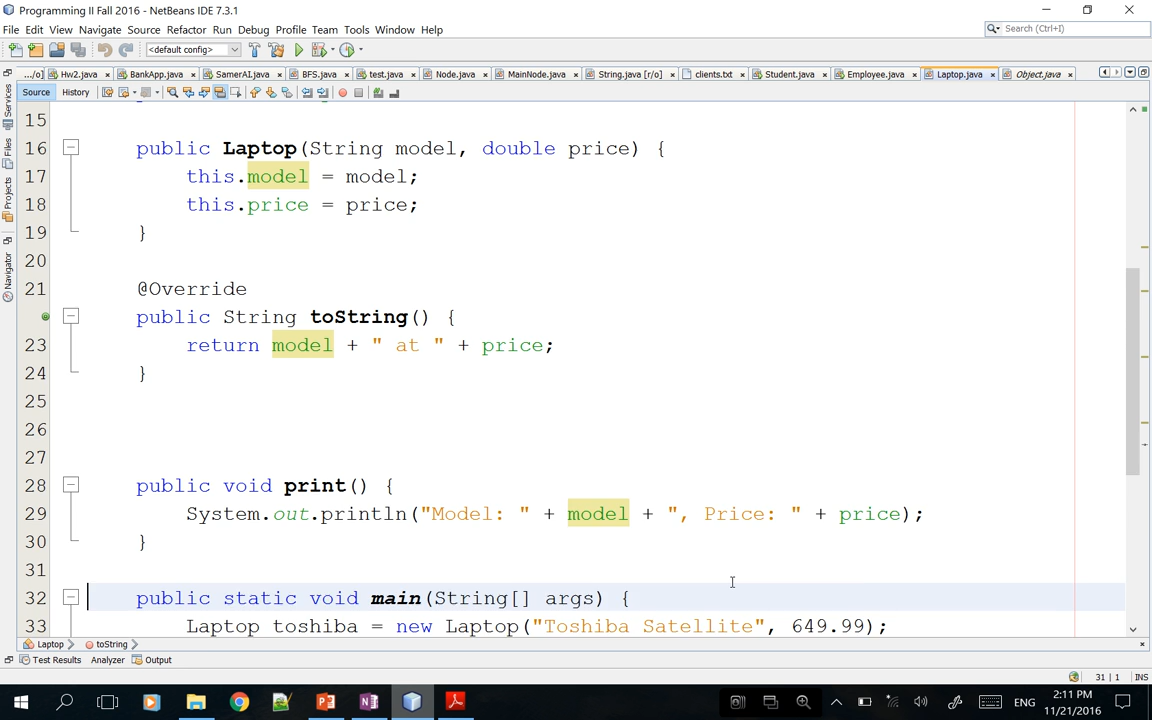 Programming II Fall 2016 - NetBeans IDE 7.3.1
File Edit View Navigate Source Refactor Run Debug Profile Team Tools Window Help
Search (Ctrl+I)
<default config>
.../o] Hw2.java BankApp.java SamerAI.java BFS.java test.java Node.java MainNode.java String.java [r/o] clients.txt Student.java Employee.java Laptop.java Object.java
Source History
Services
Files
Projects
Navigator
15
16 public Laptop(String model, double price) {
17 this.model = model;
18 this.price = price;
19 }
20
21 @Override
public String toString() {
23 return model + " at " + price;
24 }
25
26
27
28 public void print() {
29 System.out.println("Model: " + model + ", Price: " + price);
30 }
31
32 public static void main(String[] args) {
33 Laptop toshiba = new Laptop("Toshiba Satellite", 649.99);
Laptop toString
Test Results Analyzer Output
31 | 1 INS
ENG
2:11 PM
11/21/2016